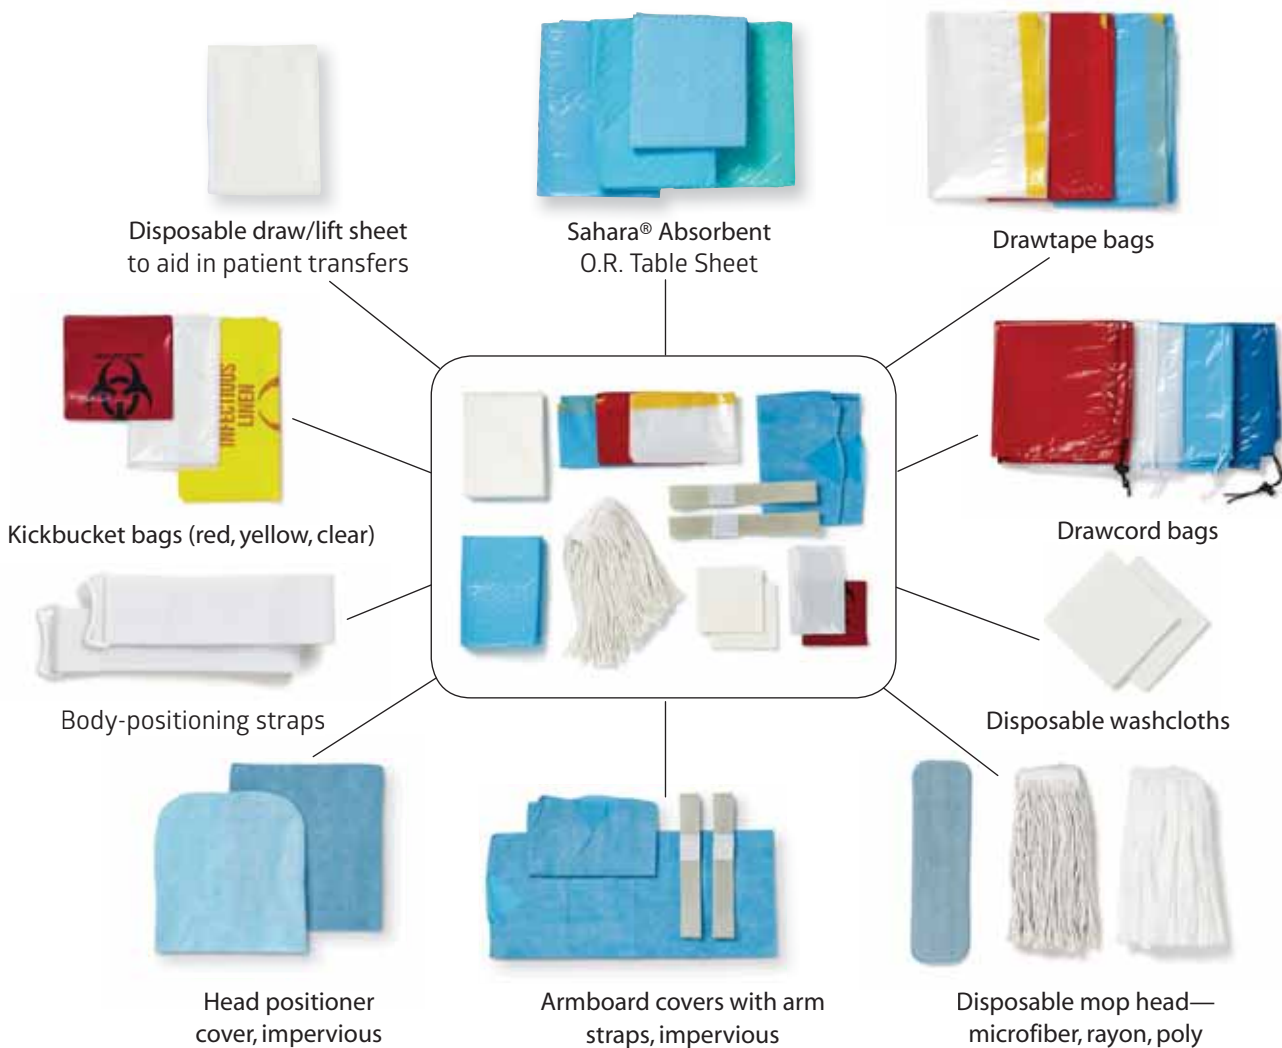 Disposable draw/lift sheet
to aid in patient transfers
Sahara® Absorbent
O.R. Table Sheet
Drawtape bags
INFECTIOUS
LINEN
Kickbucket bags (red, yellow, clear)
Drawcord bags
Body-positioning straps
Disposable washcloths
Head positioner
cover, impervious
Armboard covers with arm
straps, impervious
Disposable mop head—
microfiber, rayon, poly